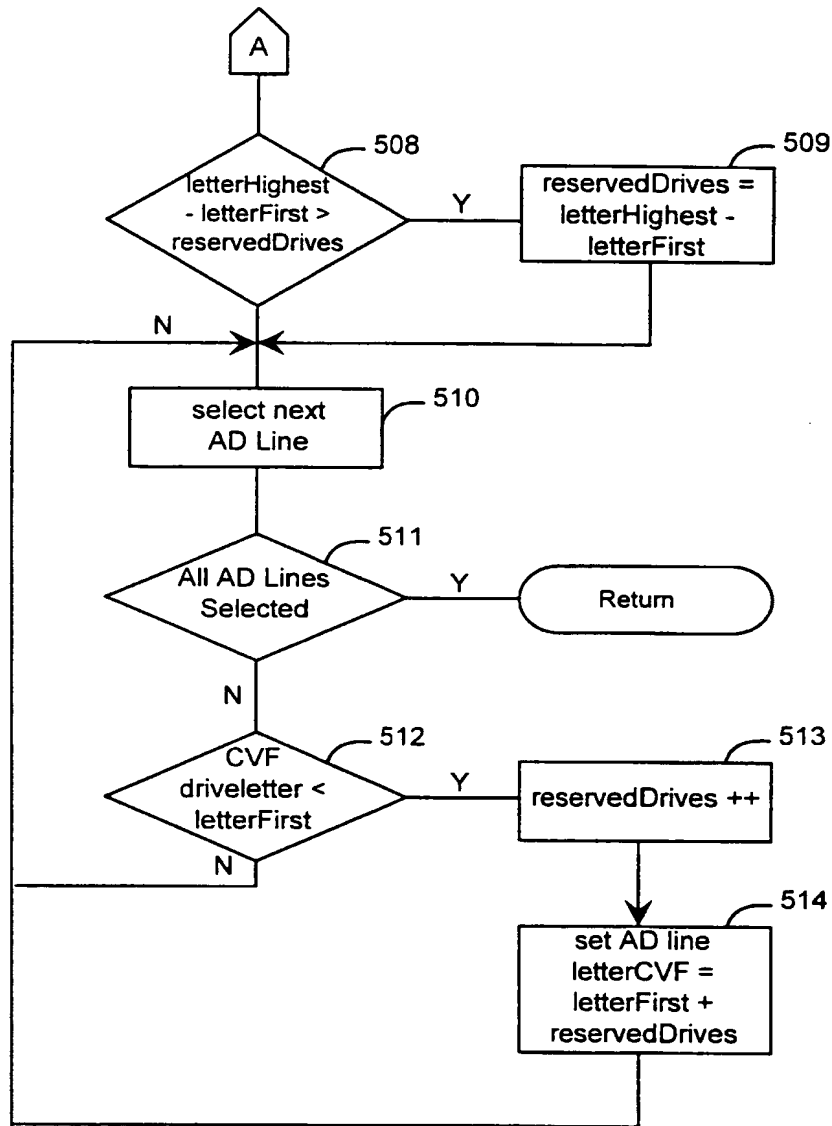 A
508
letterHighest
- letterFirst >
reservedDrives
Y
509
reservedDrives =
letterHighest -
letterFirst
N
510
select next
AD Line
511
All AD Lines
Selected
Y
Return
N
512
CVF
driveletter <
letterFirst
Y
513
reservedDrives ++
N
514
set AD line
letterCVF =
letterFirst +
reservedDrives